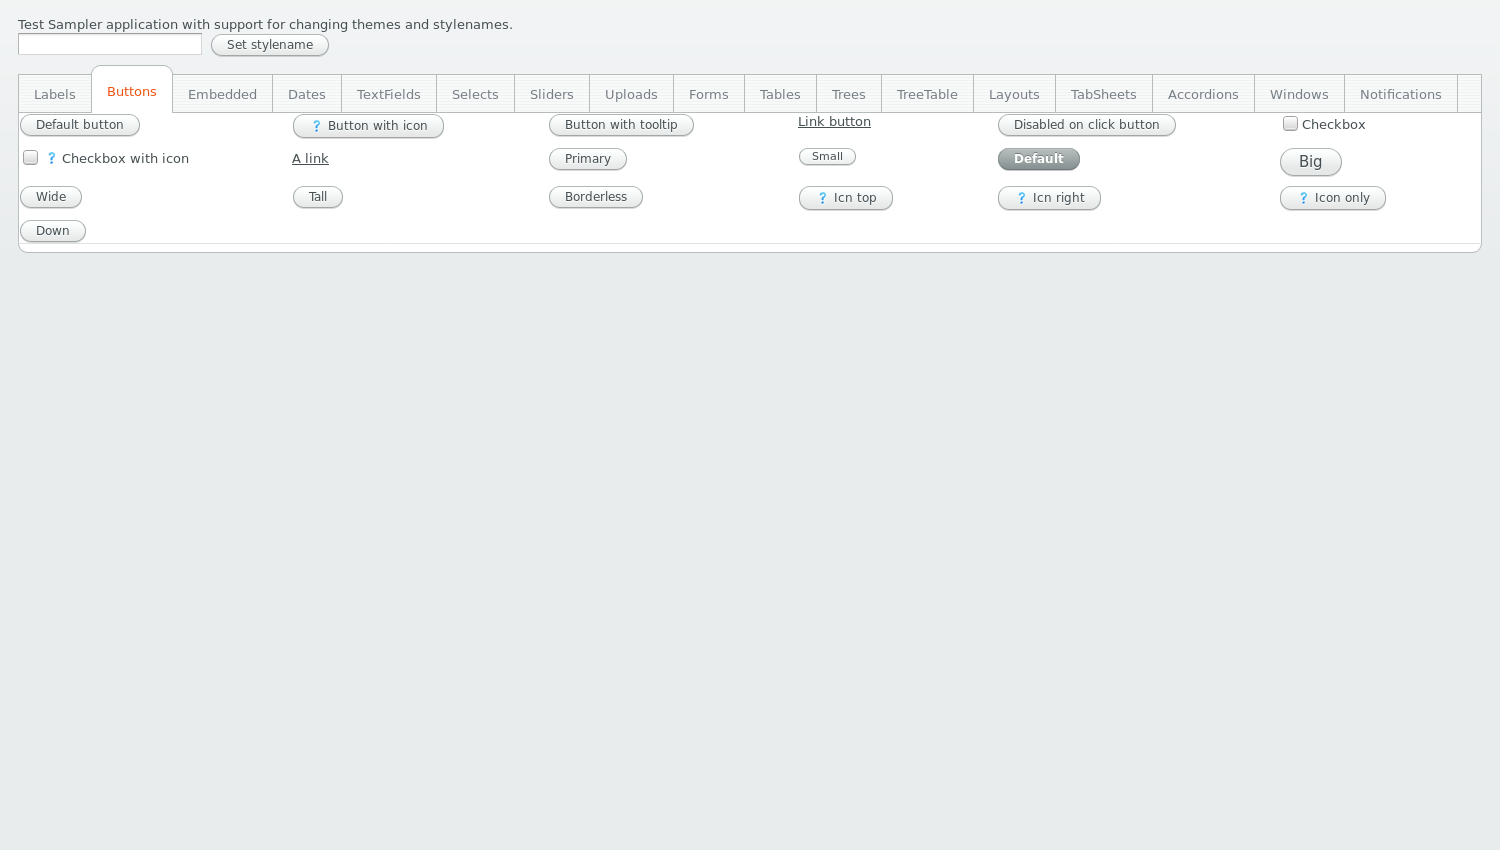 Test Sampler application with support for changing themes and stylenames.
Set stylename
Labels Buttons Embedded Dates TextFields Selects Sliders Uploads Forms Tables Trees TreeTable Layouts TabSheets Accordions Windows Notifications
Default button Button with icon Button with tooltip Link button Disabled on click button Checkbox
Checkbox with icon A link Primary Small Default Big
Wide Tall Borderless Icn top Icn right Icon only
Down